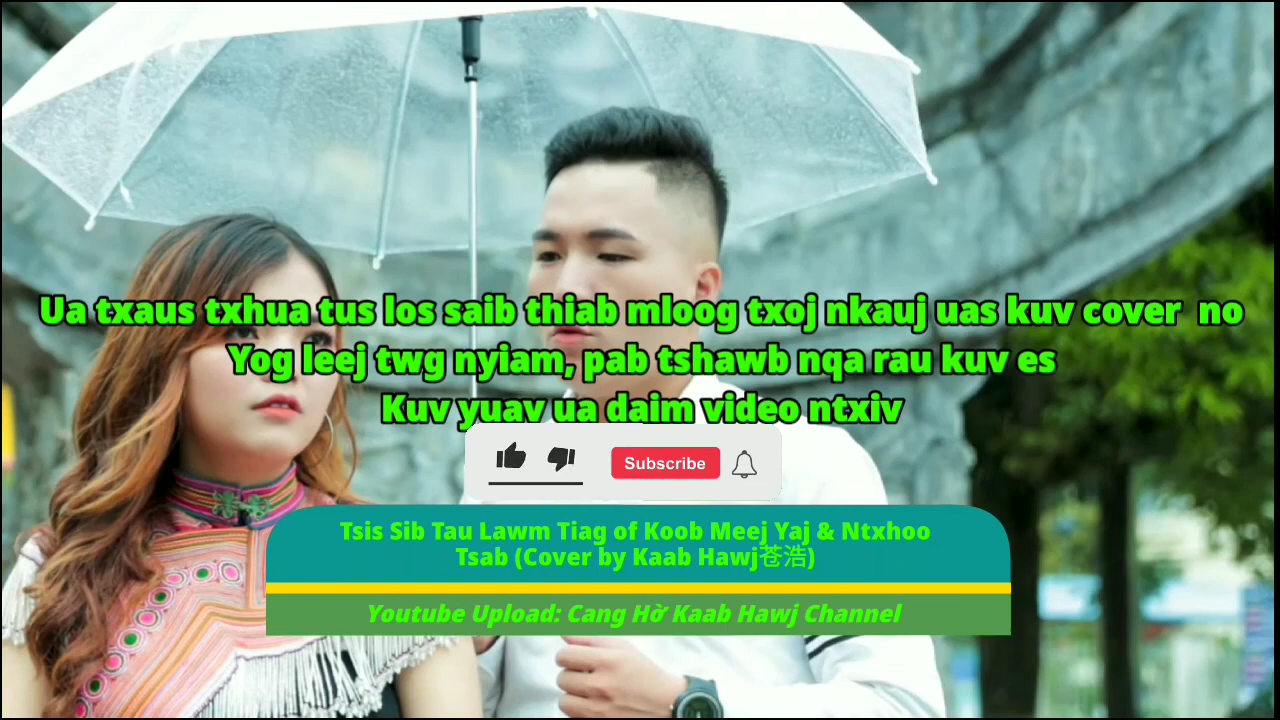 Ua txaus txhua tus los saib thiab mloog txoj nkauj uas kuv cover no
Yog leej twg nyiam, pab tshawb nqa rau kuv es
Kuv yuav ua daim video ntxiv
Subscribe
Tsis Sib Tau Lawm Tiag of Koob Meej Yaj & Ntxhoo
Tsab (Cover by Kaab Hawj苍浩)
Youtube Upload: Cang Hờ Kaab Hawj Channel